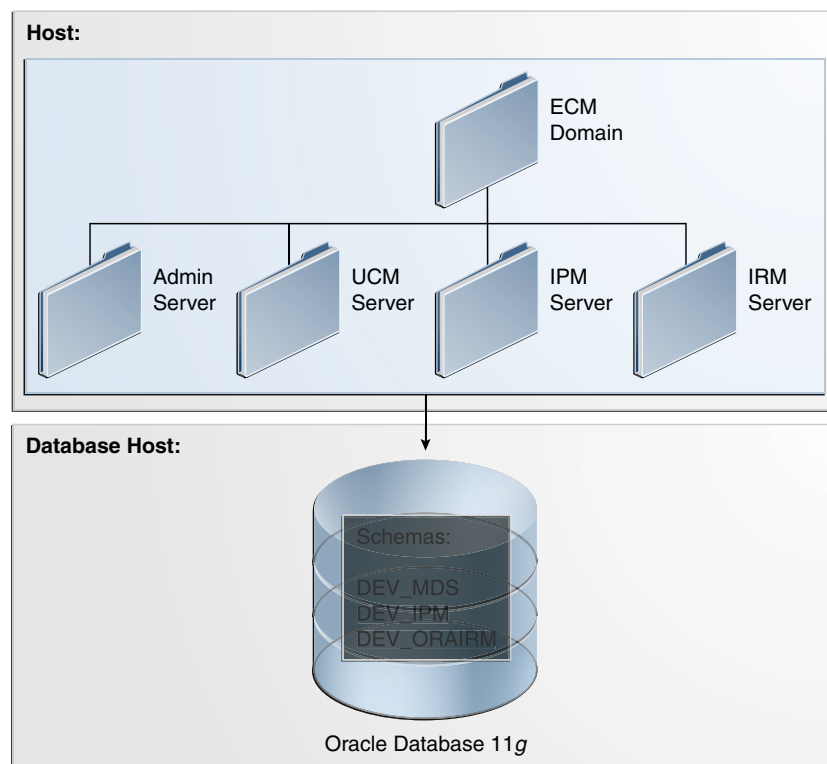 Host:
ECM
Domain
Admin
Server
UCM
Server
IPM
Server
IRM
Server
Database Host:
Schemas:
DEV_MDS
DEV_IPM
DEV_ORAIRM
Oracle Database 11g